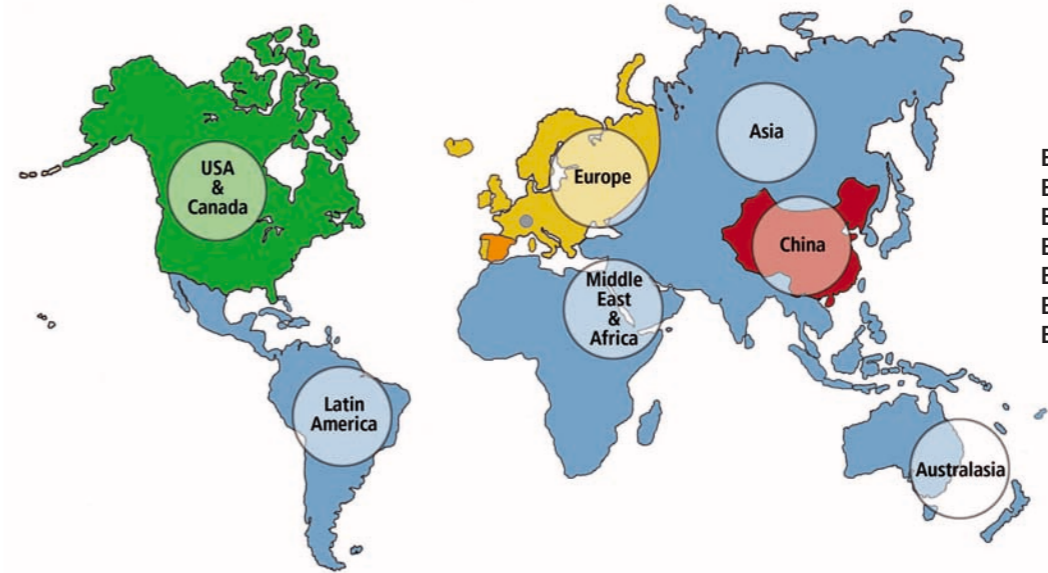 USA
&
Canada
Europe
Asia
China
Middle
East
&
Africa
Latin
America
Australasia
E
E
E
E
E
E
E